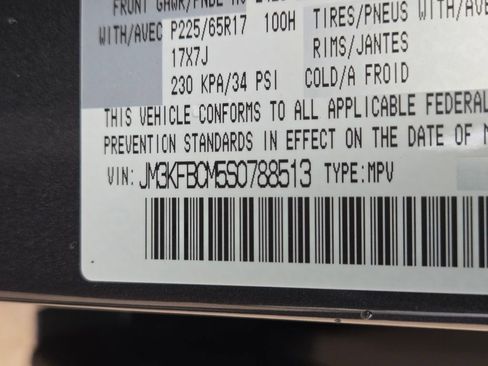 WITH/AVEC P225/65R17 100H TIRES/PNEUS WITH/AVE
17X7J RIMS/JANTES
230 KPA/34 PSI COLD/A FROID
THIS VEHICLE CONFORMS TO ALL APPLICABLE FEDERAL
PREVENTION STANDARDS IN EFFECT ON THE DATE OF M
VIN: JM3KFBCM5S0788513 TYPE: MPV